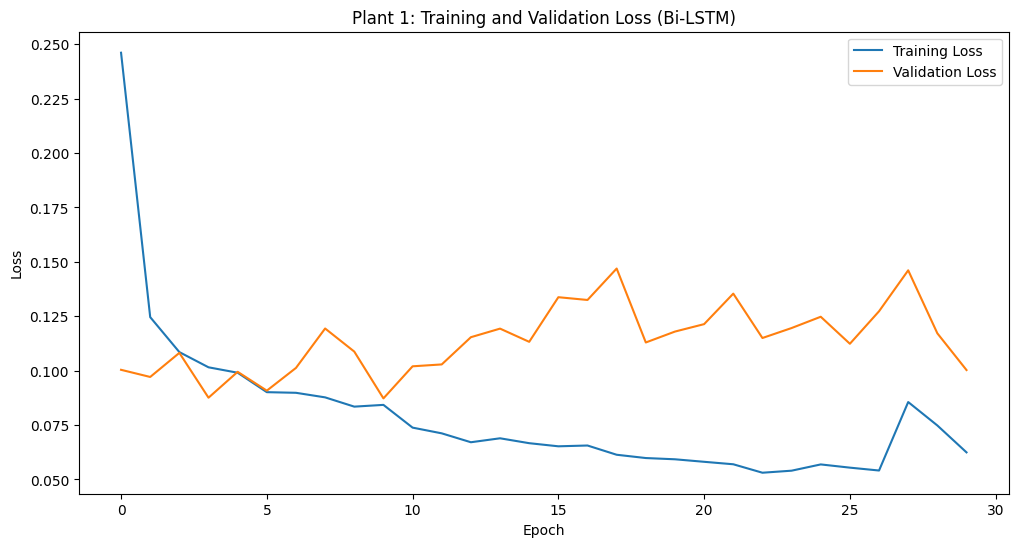 Plant 1: Training and Validation Loss (Bi-LSTM)
Training Loss
Validation Loss
Loss
0.250
0.225
0.200
0.175
0.150
0.125
0.100
0.075
0.050
0 5 10 15 20 25 30
Epoch